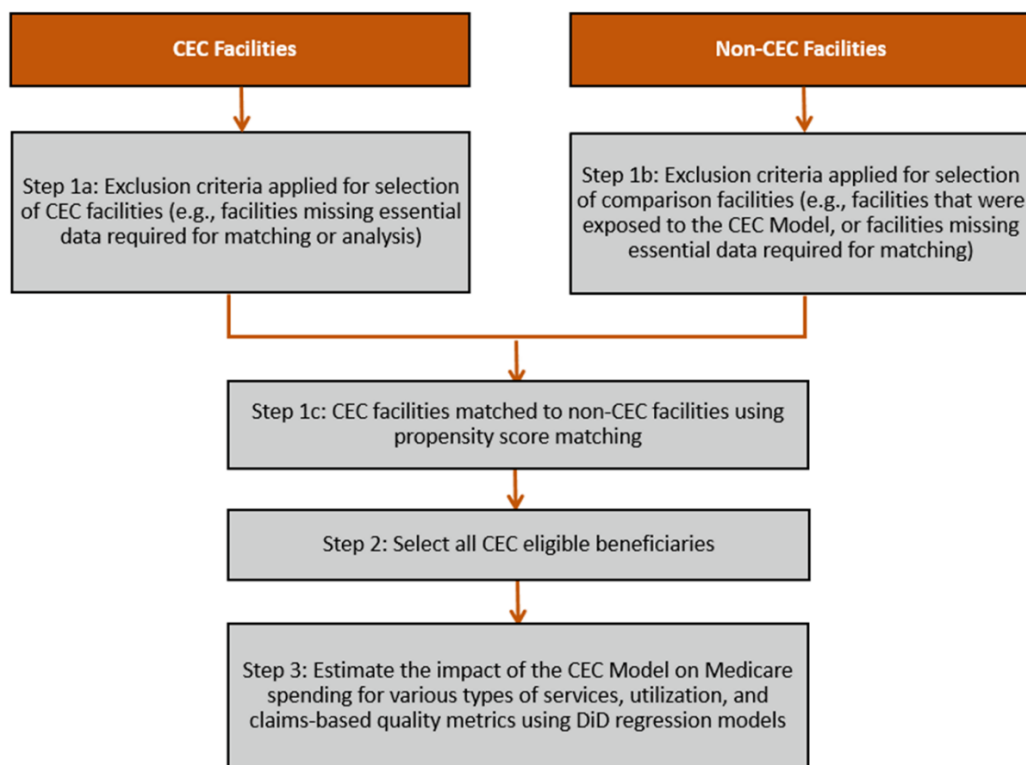 CEC Facilities
Non-CEC Facilities
Step 1a: Exclusion criteria applied for selection
of CEC facilities (e.g., facilities missing essential
data required for matching or analysis)
Step 1b: Exclusion criteria applied for selection
of comparison facilities (e.g., facilities that were
exposed to the CEC Model, or facilities missing
essential data required for matching)
Step 1c: CEC facilities matched to non-CEC facilities using
propensity score matching
Step 2: Select all CEC eligible beneficiaries
Step 3: Estimate the impact of the CEC Model on Medicare
spending for various types of services, utilization, and
claims-based quality metrics using DiD regression models